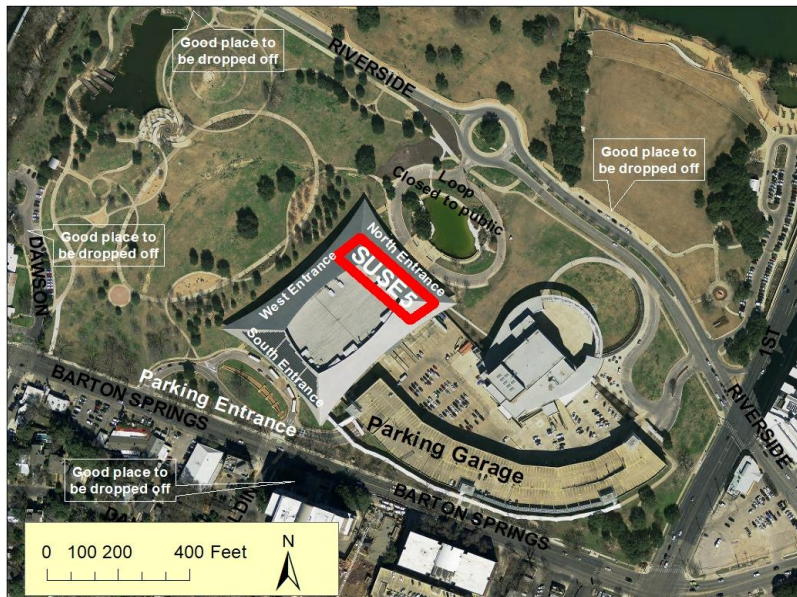 Good place to
be dropped off
RIVERSIDE
Good place to
be dropped off
Loop
Closed to public
Good place to
be dropped off
DAWSON
North Entrance
SUSE5
West Entrance
South Entrance
1ST
Parking Entrance
BARTON SPRINGS
RIVERSIDE
Parking Garage
Good place to
be dropped off
BARTON SPRINGS
0 100 200 400 Feet
N